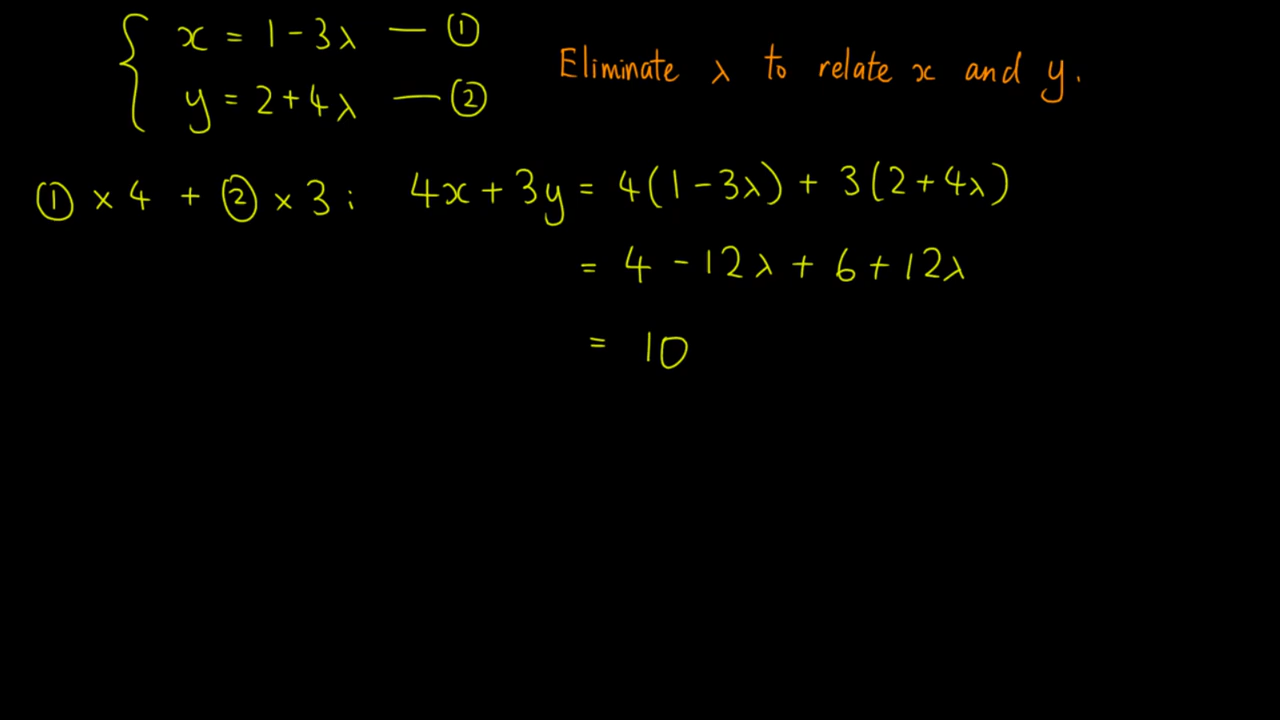 x = 1 - 3λ — ①
Eliminate λ to relate x and y.
y = 2 + 4λ — ②
① × 4 + ② × 3 : 4x + 3y = 4(1 - 3λ) + 3(2 + 4λ)
= 4 - 12λ + 6 + 12λ
= 10